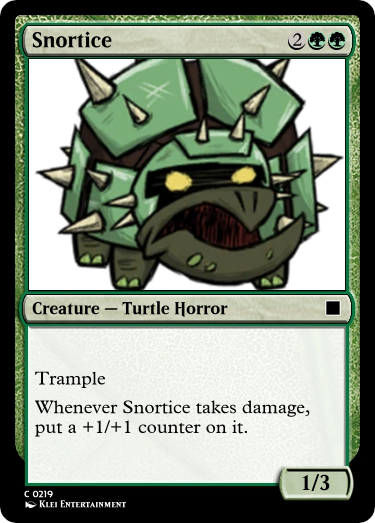 Snortice 2
Creature — Turtle Horror
Trample
Whenever Snortice takes damage,
put a +1/+1 counter on it.
1/3
C 0219
Klei Entertainment